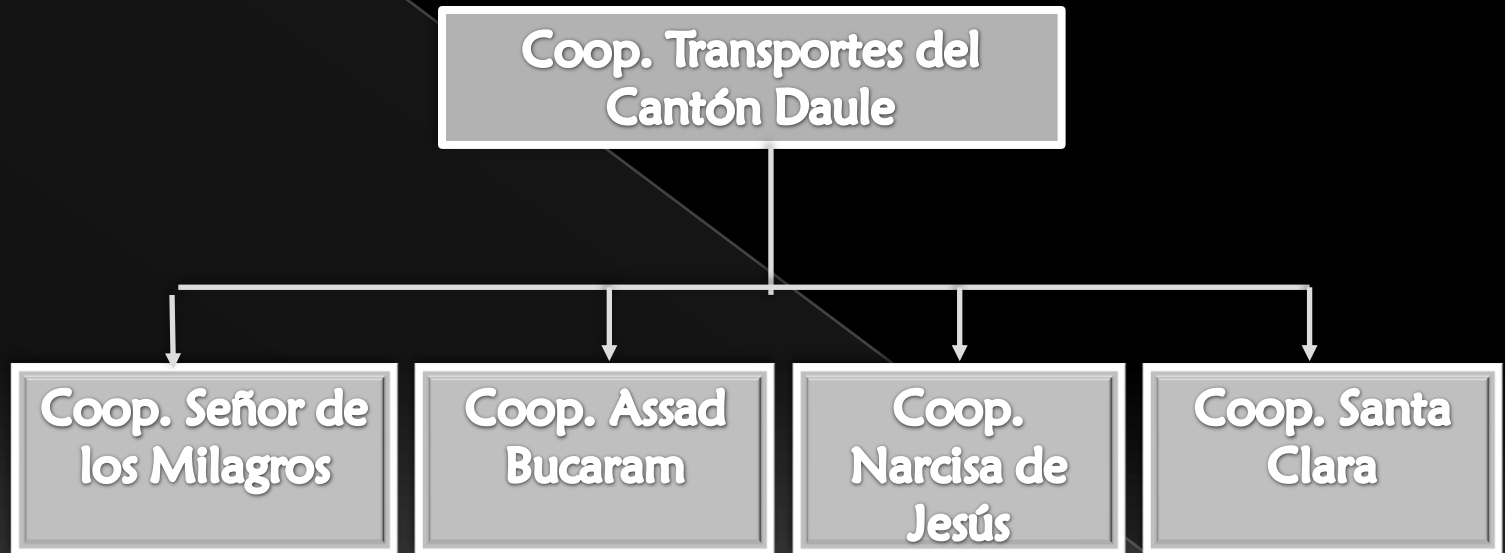 Coop. Transportes del
Cantón Daule
Coop. Señor de
los Milagros
Coop. Assad
Bucaram
Coop.
Narcisa de
Jesús
Coop. Santa
Clara